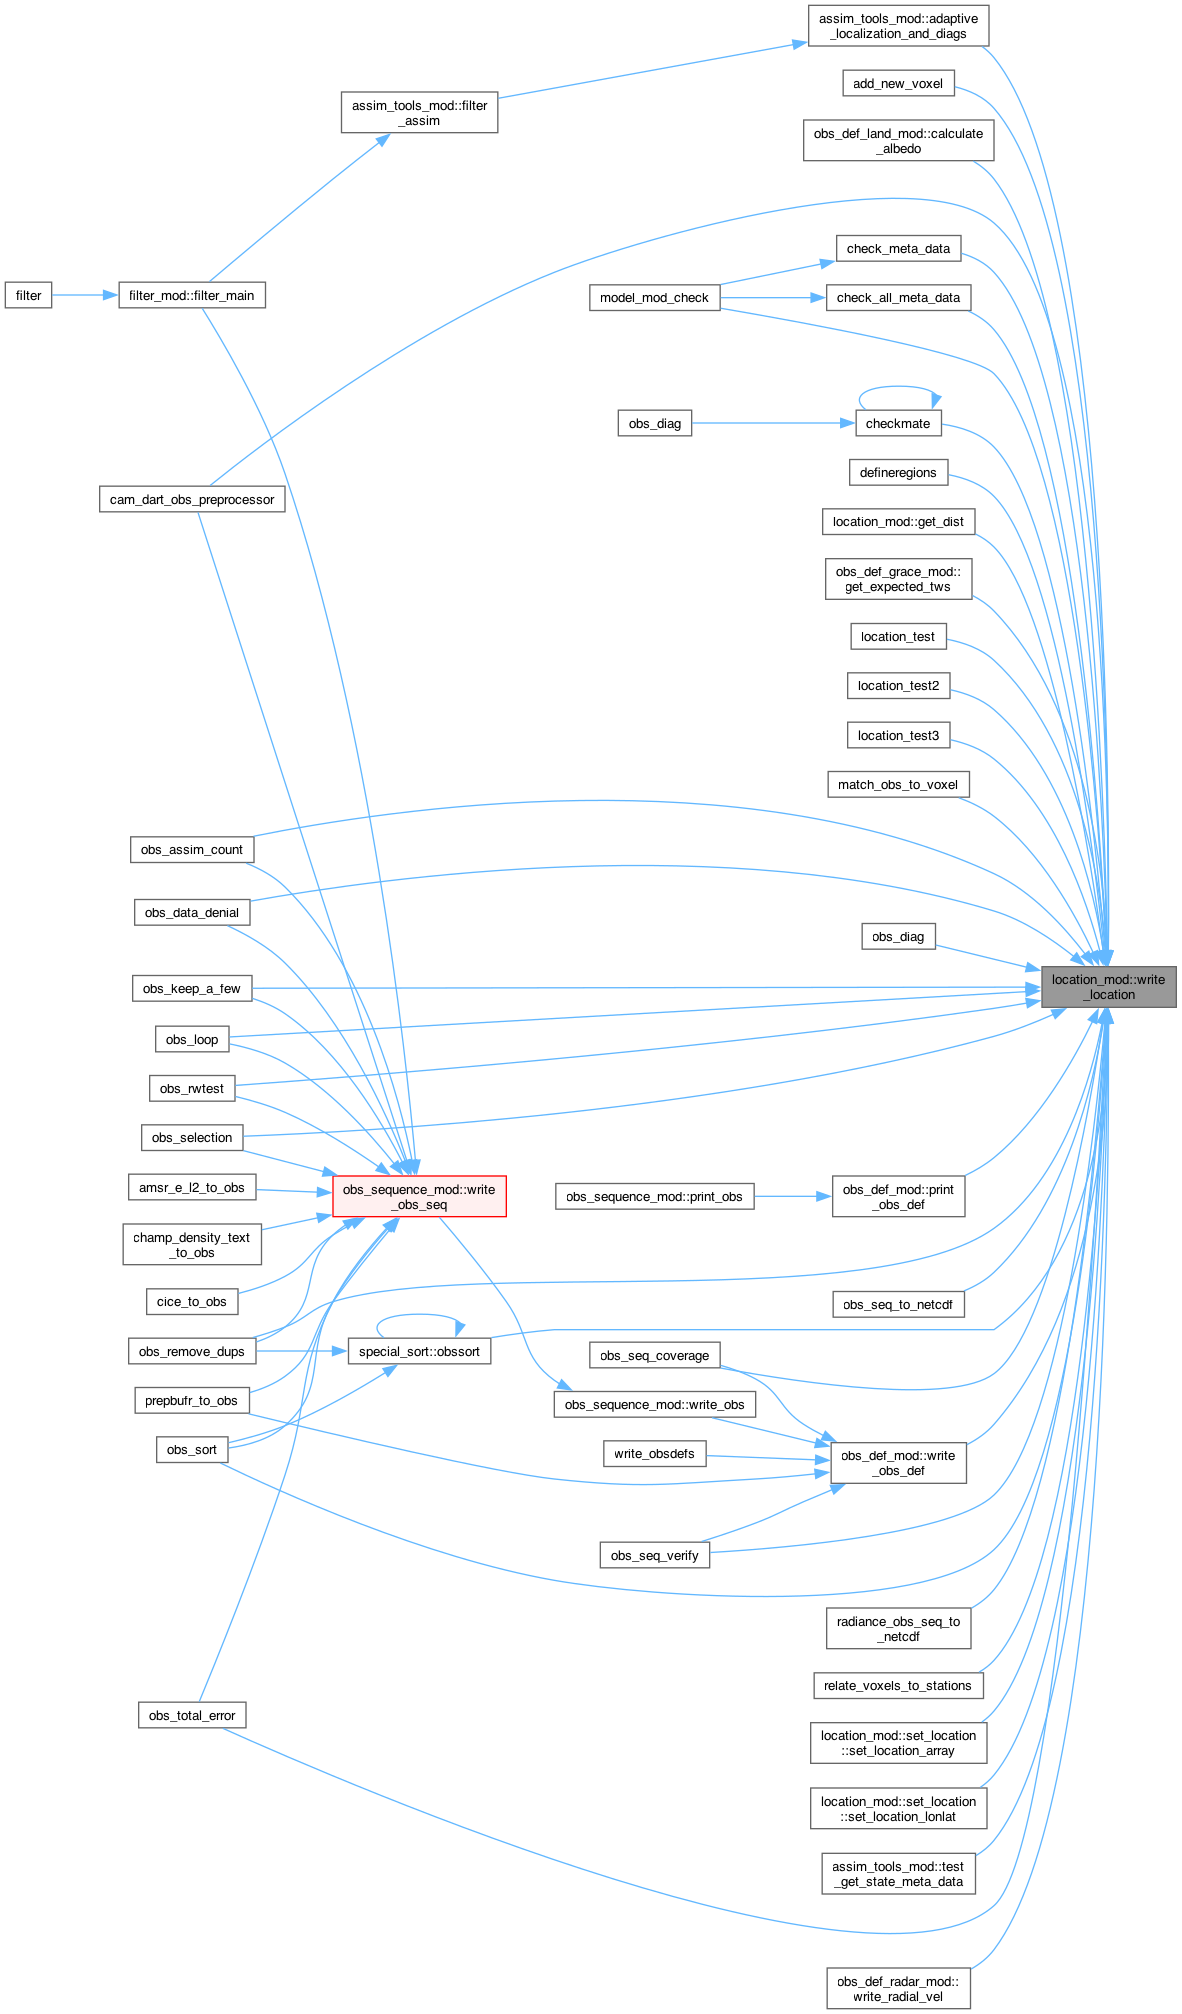 assim_tools_mod::adaptive
_localization_and_diags
add_new_voxel
assim_tools_mod::filter
_assim
obs_def_land_mod::calculate
_albedo
check_meta_data
filter
filter_mod::filter_main
model_mod_check
check_all_meta_data
obs_diag
checkmate
defineregions
cam_dart_obs_preprocessor
location_mod::get_dist
obs_def_grace_mod::
get_expected_tws
location_test
location_test2
location_test3
match_obs_to_voxel
obs_assim_count
obs_data_denial
obs_diag
obs_keep_a_few
location_mod::write
_location
obs_loop
obs_rwtest
obs_selection
amsr_e_l2_to_obs
obs_sequence_mod::write
_obs_seq
obs_sequence_mod::print_obs
obs_def_mod::print
_obs_def
champ_density_text
_to_obs
cice_to_obs
obs_seq_to_netcdf
obs_remove_dups
special_sort::obssort
obs_seq_coverage
prepbufr_to_obs
obs_sequence_mod::write_obs
obs_sort
write_obsdefs
obs_def_mod::write
_obs_def
obs_seq_verify
radiance_obs_seq_to
_netcdf
relate_voxels_to_stations
obs_total_error
location_mod::set_location
::set_location_array
location_mod::set_location
::set_location_lonlat
assim_tools_mod::test
_get_state_meta_data
obs_def_radar_mod::
write_radial_vel